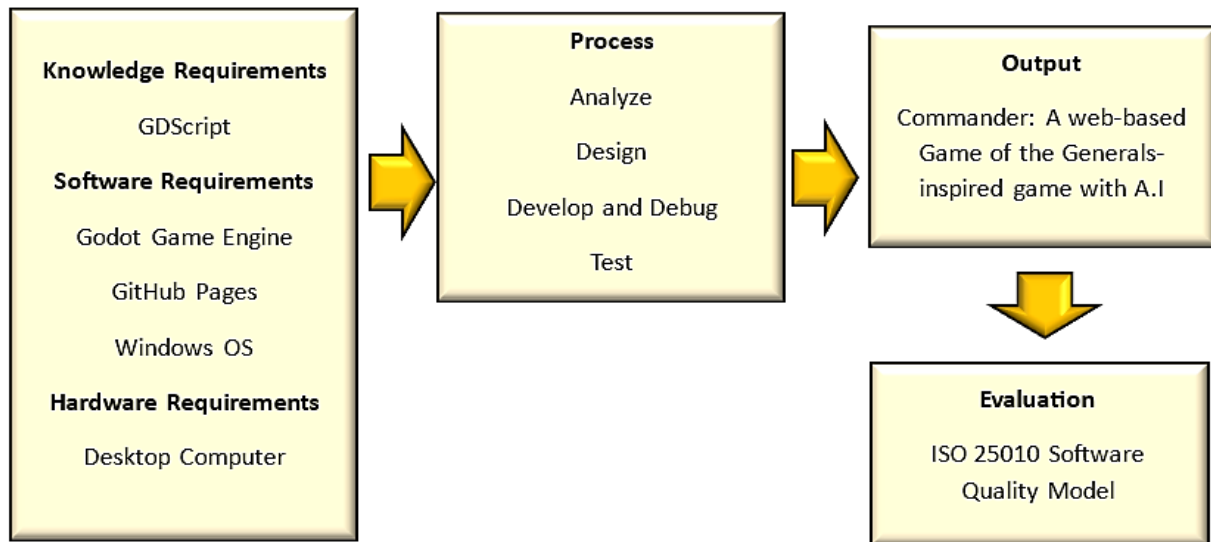 Knowledge Requirements
GDScript
Software Requirements
Godot Game Engine
GitHub Pages
Windows OS
Hardware Requirements
Desktop Computer
Process
Analyze
Design
Develop and Debug
Test
Output
Commander: A web-based
Game of the Generals-
inspired game with A.I
Evaluation
ISO 25010 Software
Quality Model